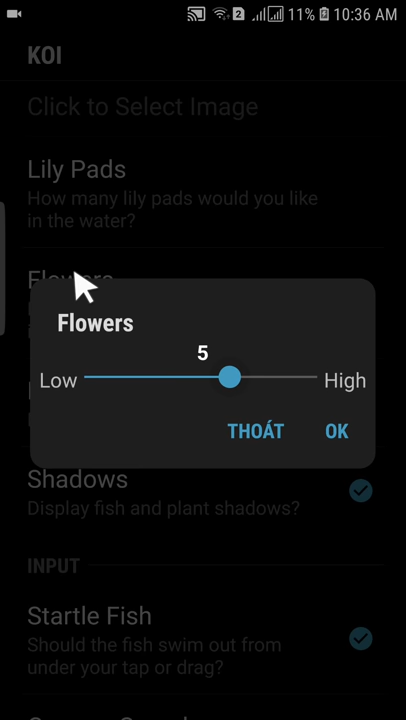 2 11% 10:36 AM
KOI
Click to Select Image
Lily Pads
How many lily pads would you like
in the water?
Flowers
Flowers
5
Low High
THOÁT OK
Shadows
Display fish and plant shadows?
INPUT
Startle Fish
Should the fish swim out from
under your tap or drag?